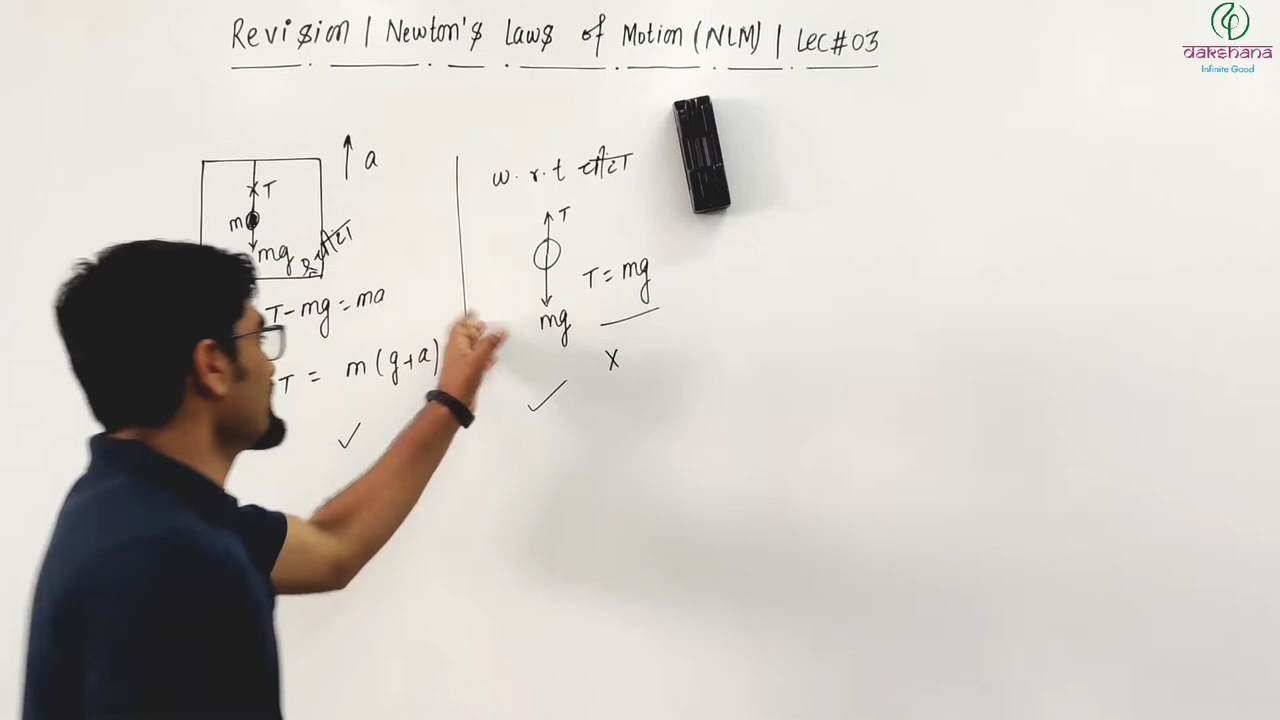 Revision | Newton's Laws of Motion (NLM) | Lec#03
dakshana
Infinite Good
a
T
m
mg
चींटा
T-mg=ma
T = m(g+a)
w.r.t चींटा
T
T=mg
mg
x